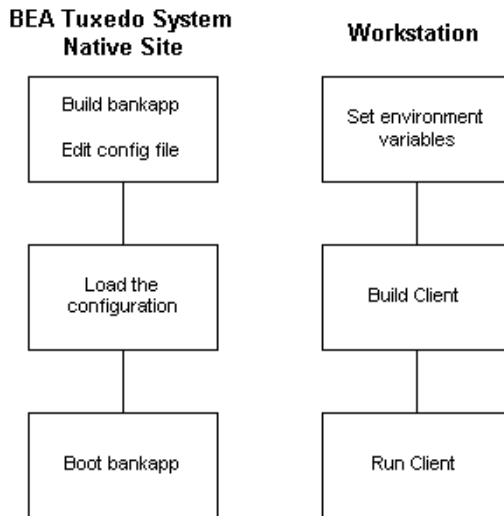 BEA Tuxedo System
Native Site
Build bankapp
Edit config file
Load the
configuration
Boot bankapp
Workstation
Set environment
variables
Build Client
Run Client